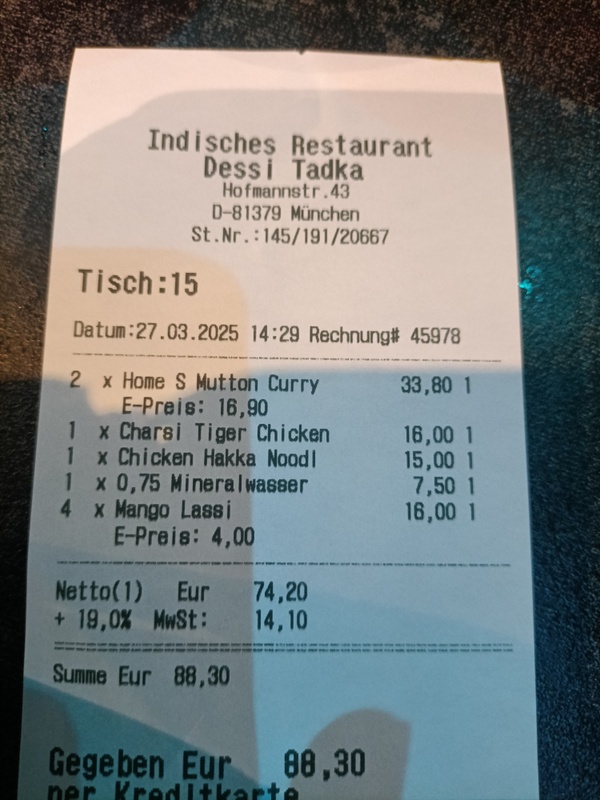 Indisches Restaurant
Dessi Tadka
Hofmannstr.43
D-81379 München
St.Nr.:145/191/20667
Tisch:15
Datum:27.03.2025 14:29 Rechnung# 45978
2 x Home S Mutton Curry 33,80 1
E-Preis: 16,90
1 x Charsi Tiger Chicken 16,00 1
1 x Chicken Hakka Noodl 15,00 1
1 x 0,75 Mineralwasser 7,50 1
4 x Mango Lassi 16,00 1
E-Preis: 4,00
Netto(1) Eur 74,20
+ 19,0% MwSt: 14,10
Summe Eur 88,30
Gegeben Eur 88,30
per Kreditkarte